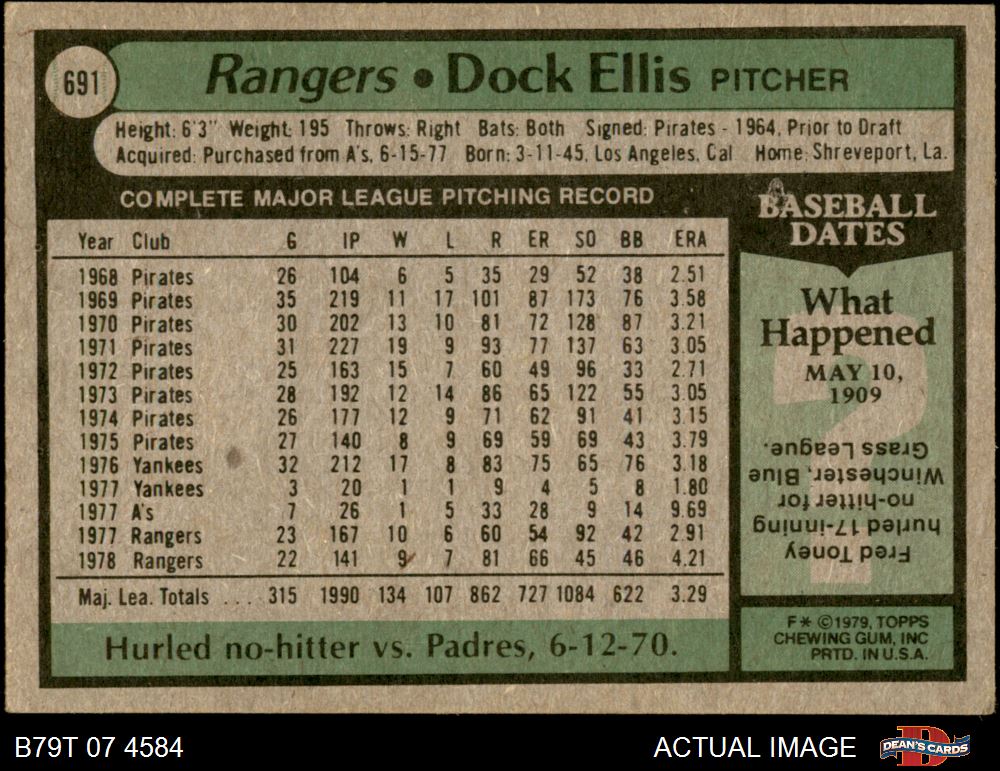 691
Rangers • Dock Ellis PITCHER
Height: 6'3" Weight: 195 Throws: Right Bats: Both Signed: Pirates - 1964, Prior to Draft
Acquired: Purchased from A's, 6-15-77 Born: 3-11-45, Los Angeles, Cal Home: Shreveport, La.
COMPLETE MAJOR LEAGUE PITCHING RECORD
Year Club G IP W L R ER SO BB ERA
1968 Pirates 26 104 6 5 35 29 52 38 2.51
1969 Pirates 35 219 11 17 101 87 173 76 3.58
1970 Pirates 30 202 13 10 81 72 128 87 3.21
1971 Pirates 31 227 19 9 93 77 137 63 3.05
1972 Pirates 25 163 15 7 60 49 96 33 2.71
1973 Pirates 28 192 12 14 86 65 122 55 3.05
1974 Pirates 26 177 12 9 71 62 91 41 3.15
1975 Pirates 27 140 8 9 69 59 69 43 3.79
1976 Yankees 32 212 17 8 83 75 65 76 3.18
1977 Yankees 3 20 1 1 9 4 5 8 1.80
1977 A's 7 26 1 5 33 28 9 14 9.69
1977 Rangers 23 167 10 6 60 54 92 42 2.91
1978 Rangers 22 141 9 7 81 66 45 46 4.21
Maj. Lea. Totals ... 315 1990 134 107 862 727 1084 622 3.29
Hurled no-hitter vs. Padres, 6-12-70.
BASEBALL
DATES
What
Happened
MAY 10,
1909
Fred Toney
hurled 17-inning
no-hitter for
Winchester, Blue
Grass League.
F* ©1979, TOPPS
CHEWING GUM, INC
PRTD. IN U.S.A.
B79T 07 4584
ACTUAL IMAGE
DEAN'S CARDS